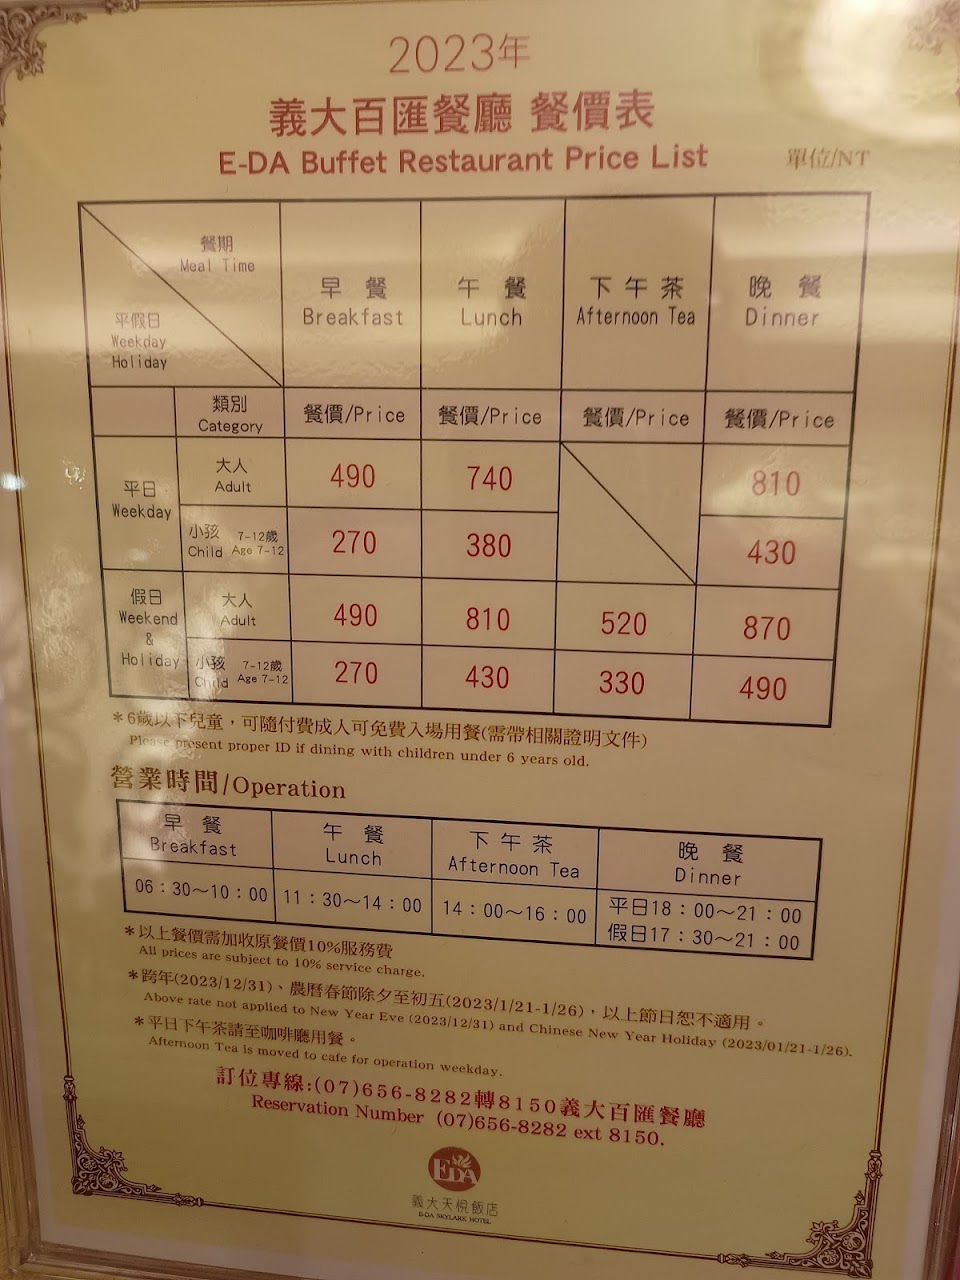 2023年
義大百匯餐廳 餐價表
E-DA Buffet Restaurant Price List
單位/NT
餐期
Meal Time
平假日
Weekday
Holiday
早 餐
Breakfast
午 餐
Lunch
下午茶
Afternoon Tea
晚 餐
Dinner
類別
Category
餐價/Price
餐價/Price
餐價/Price
餐價/Price
平日
Weekday
大人
Adult
490
740
810
小孩 7-12歲
Child Age 7-12
270
380
430
假日
Weekend
&
Holiday
大人
Adult
490
810
520
870
小孩 7-12歲
Child Age 7-12
270
430
330
490
*6歲以下兒童，可隨付費成人可免費入場用餐(需帶相關證明文件)
Please present proper ID if dining with children under 6 years old.
營業時間/Operation
早 餐
Breakfast
午 餐
Lunch
下午茶
Afternoon Tea
晚 餐
Dinner
06：30～10：00
11：30～14：00
14：00～16：00
平日18：00～21：00
假日17：30～21：00
*以上餐價需加收原餐價10%服務費
All prices are subject to 10% service charge.
*跨年(2023/12/31)、農曆春節除夕至初五(2023/1/21-1/26)，以上節日恕不適用。
Above rate not applied to New Year Eve (2023/12/31) and Chinese New Year Holiday (2023/01/21-1/26).
*平日下午茶請至咖啡廳用餐。
Afternoon Tea is moved to cafe for operation weekday.
訂位專線:(07)656-8282轉8150義大百匯餐廳
Reservation Number (07)656-8282 ext 8150.
EDA
義大天悅飯店
E-DA SKYLARK HOTEL